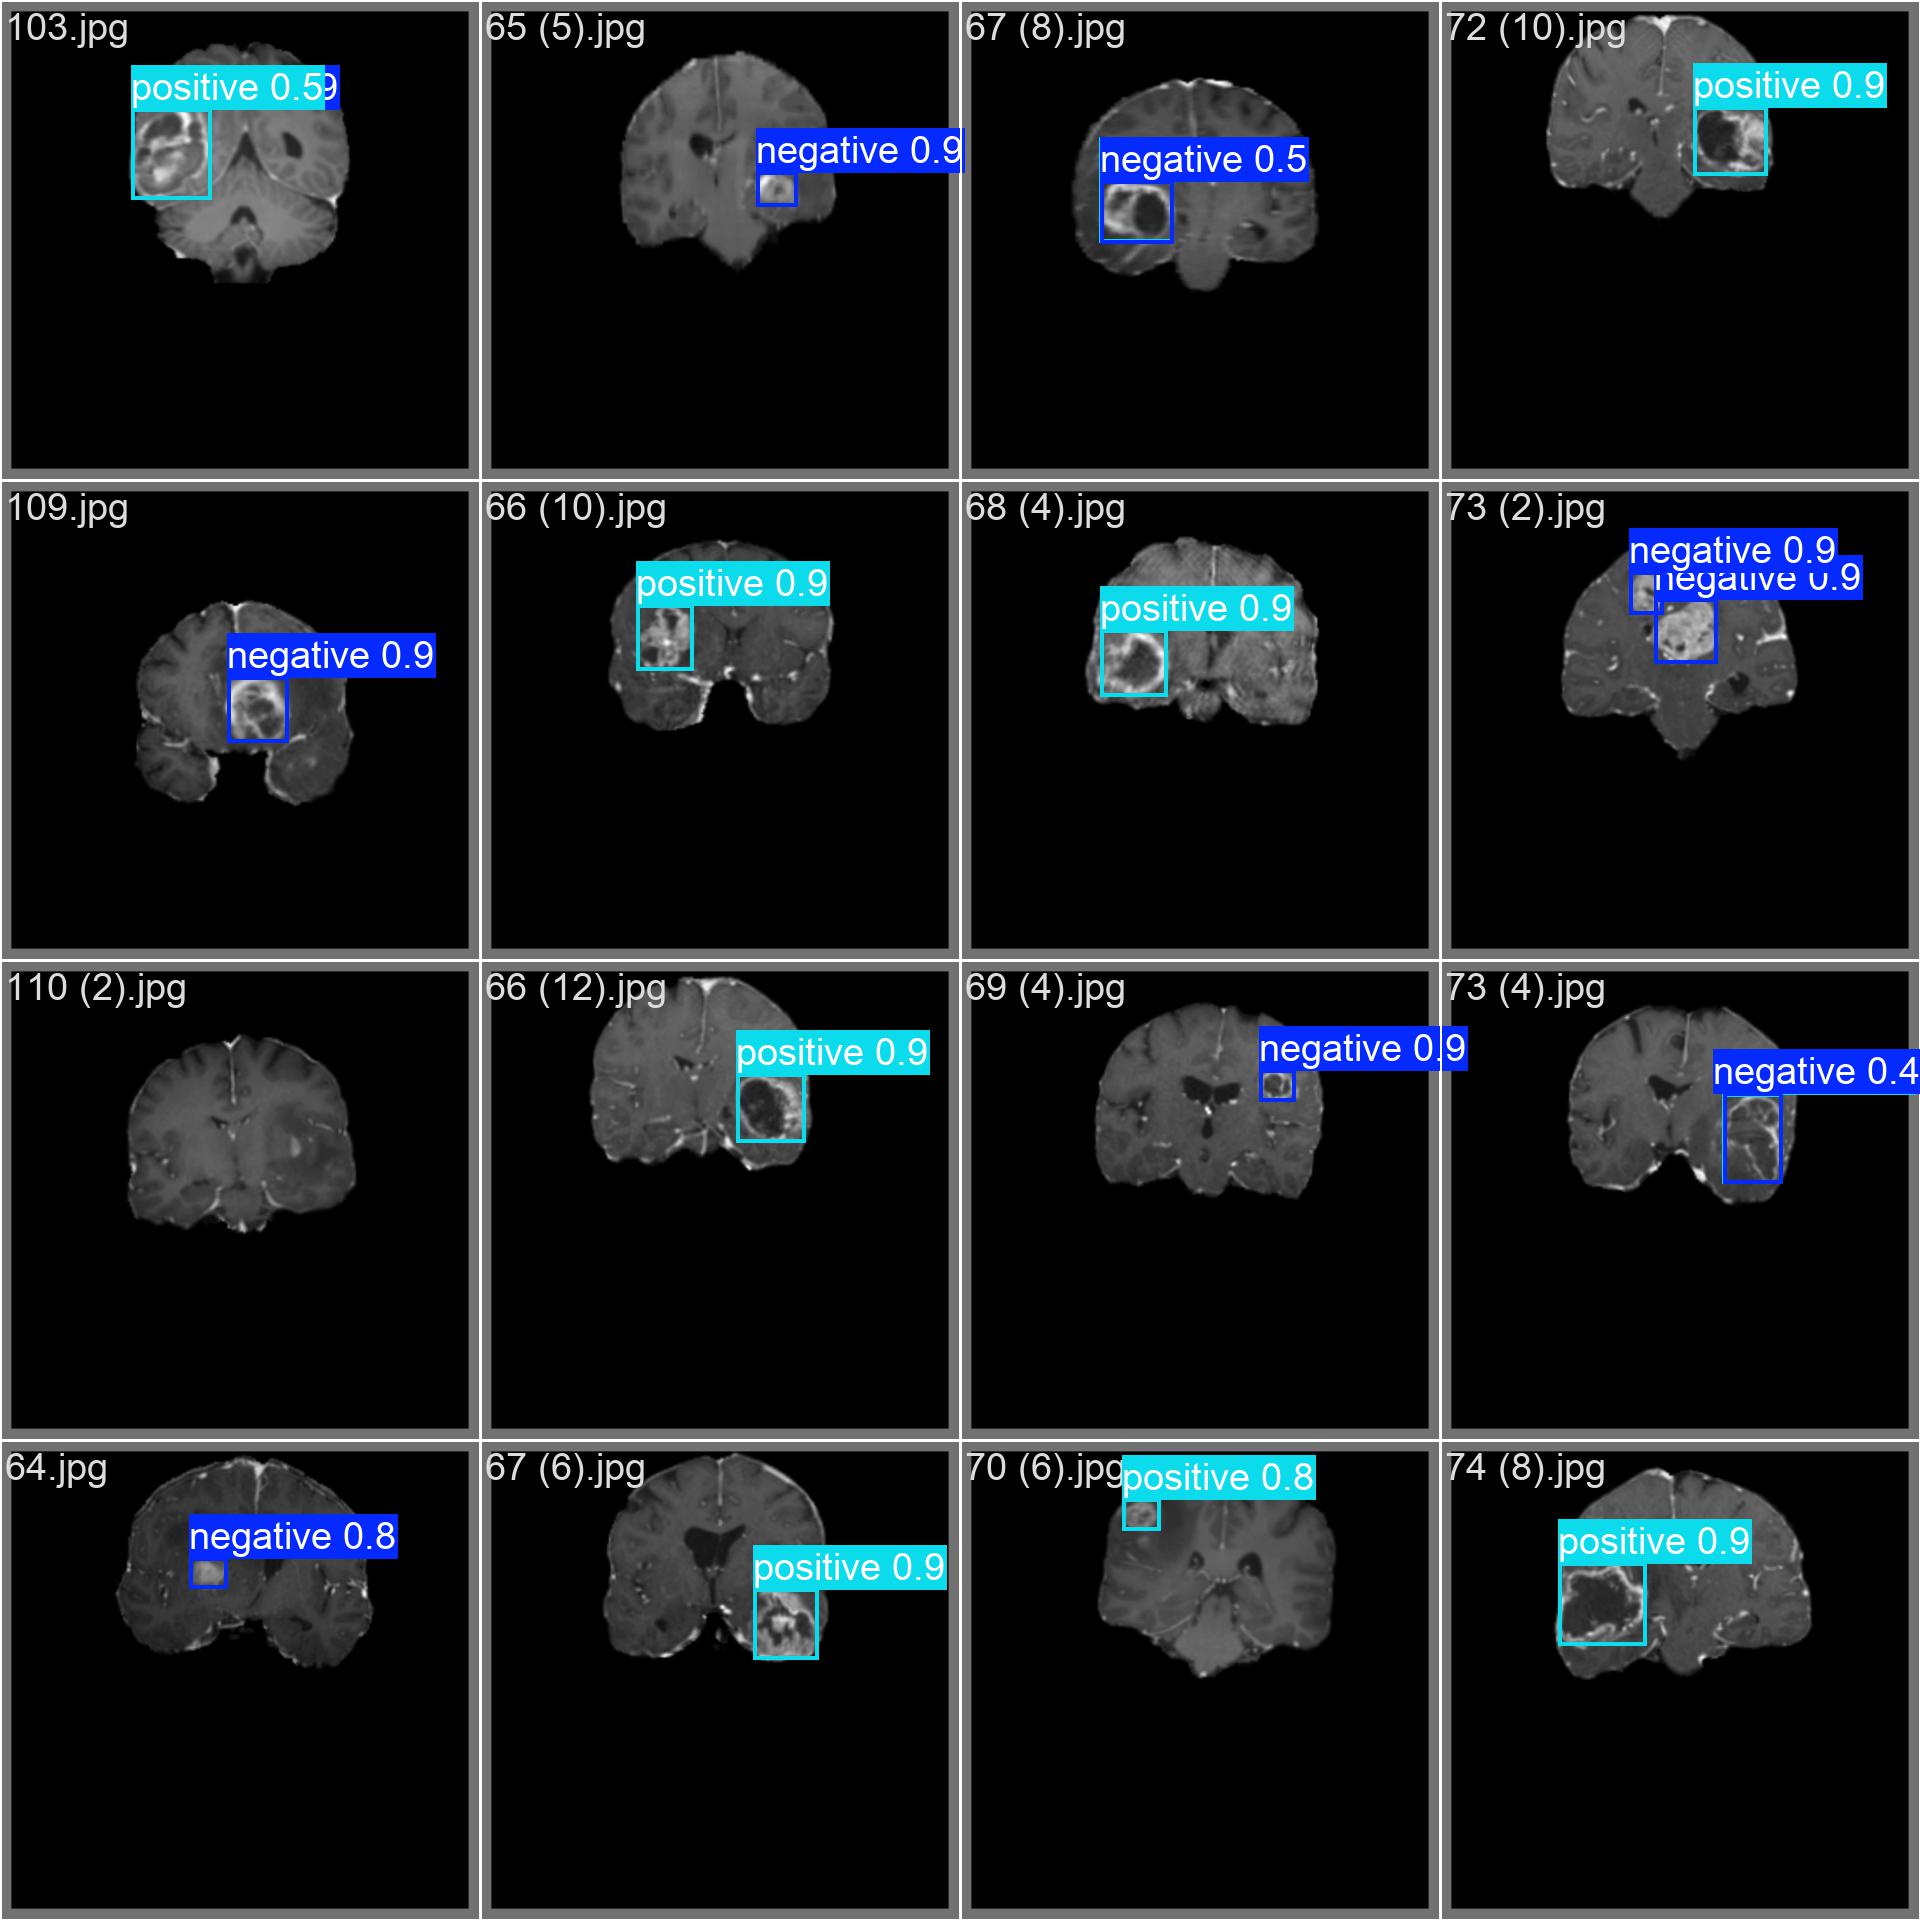 103.jpg
positive 0.5
9
65 (5).jpg
negative 0.9
67 (8).jpg
negative 0.5
72 (10).jpg
positive 0.9
109.jpg
negative 0.9
66 (10).jpg
positive 0.9
68 (4).jpg
positive 0.9
73 (2).jpg
negative 0.9
negative 0.9
110 (2).jpg
66 (12).jpg
positive 0.9
69 (4).jpg
negative 0.9
73 (4).jpg
negative 0.4
64.jpg
negative 0.8
67 (6).jpg
positive 0.9
70 (6).jpg
positive 0.8
74 (8).jpg
positive 0.9